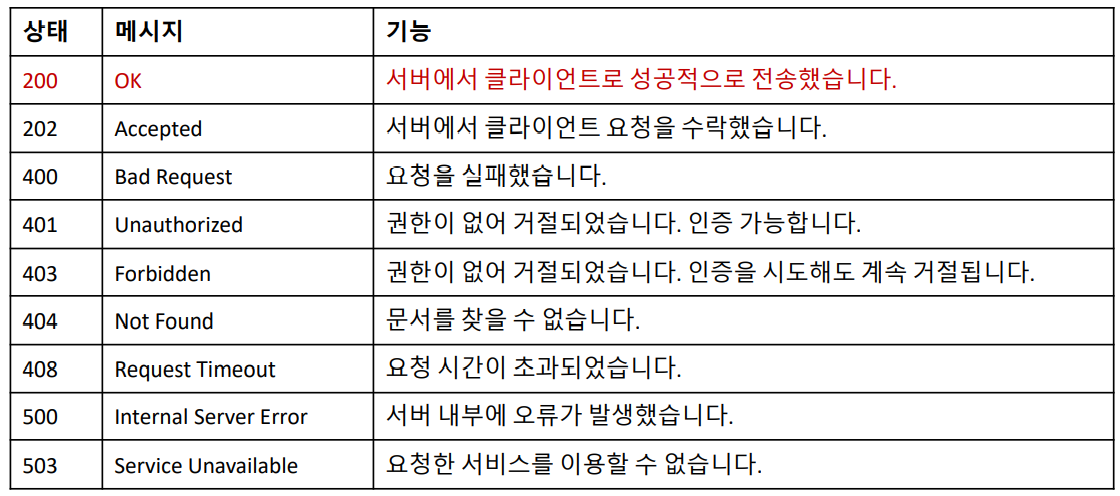 상태 메시지 기능
200 OK 서버에서 클라이언트로 성공적으로 전송했습니다.
202 Accepted 서버에서 클라이언트 요청을 수락했습니다.
400 Bad Request 요청을 실패했습니다.
401 Unauthorized 권한이 없어 거절되었습니다. 인증 가능합니다.
403 Forbidden 권한이 없어 거절되었습니다. 인증을 시도해도 계속 거절됩니다.
404 Not Found 문서를 찾을 수 없습니다.
408 Request Timeout 요청 시간이 초과되었습니다.
500 Internal Server Error 서버 내부에 오류가 발생했습니다.
503 Service Unavailable 요청한 서비스를 이용할 수 없습니다.